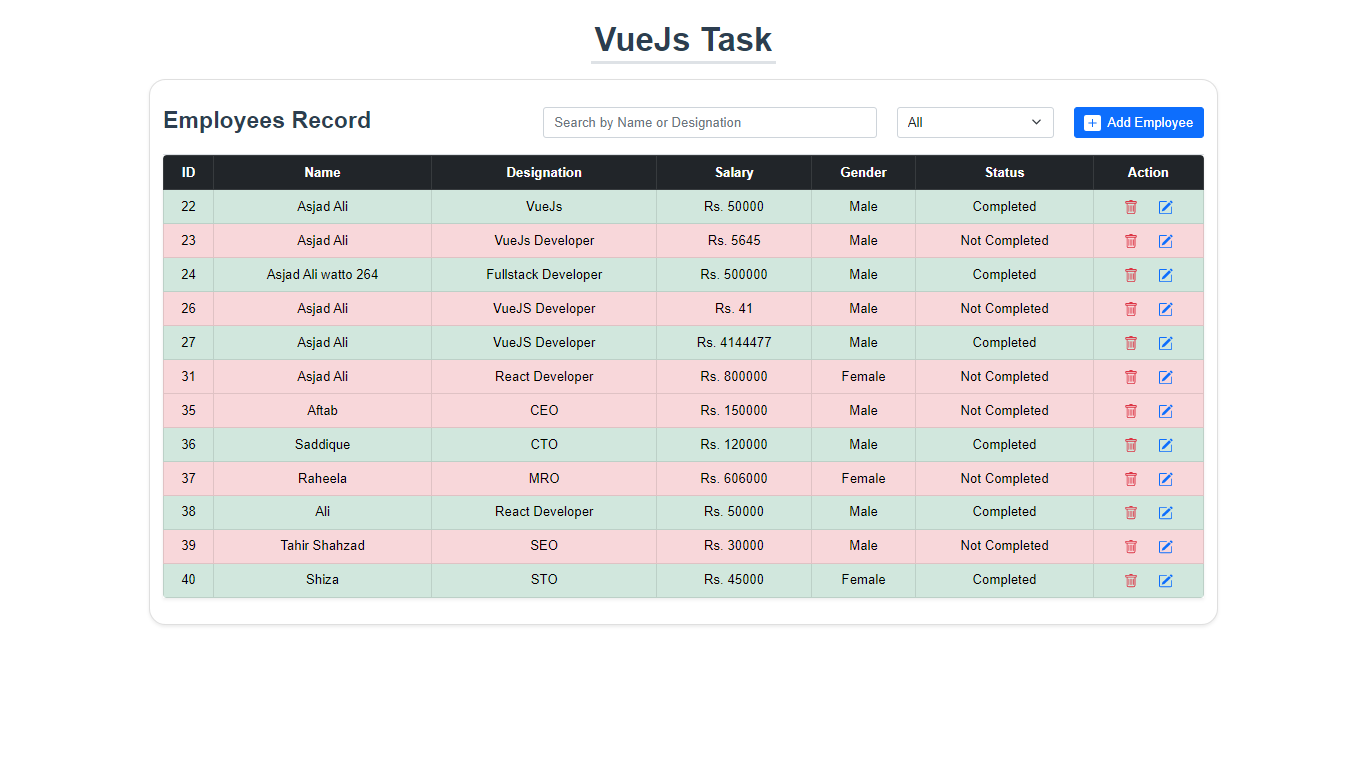 VueJs Task
Employees Record
Search by Name or Designation
All
Add Employee
ID Name Designation Salary Gender Status Action
22 Asjad Ali VueJs Rs. 50000 Male Completed
23 Asjad Ali VueJs Developer Rs. 5645 Male Not Completed
24 Asjad Ali watto 264 Fullstack Developer Rs. 500000 Male Completed
26 Asjad Ali VueJS Developer Rs. 41 Male Not Completed
27 Asjad Ali VueJS Developer Rs. 4144477 Male Completed
31 Asjad Ali React Developer Rs. 800000 Female Not Completed
35 Aftab CEO Rs. 150000 Male Not Completed
36 Saddique CTO Rs. 120000 Male Completed
37 Raheela MRO Rs. 606000 Female Not Completed
38 Ali React Developer Rs. 50000 Male Completed
39 Tahir Shahzad SEO Rs. 30000 Male Not Completed
40 Shiza STO Rs. 45000 Female Completed